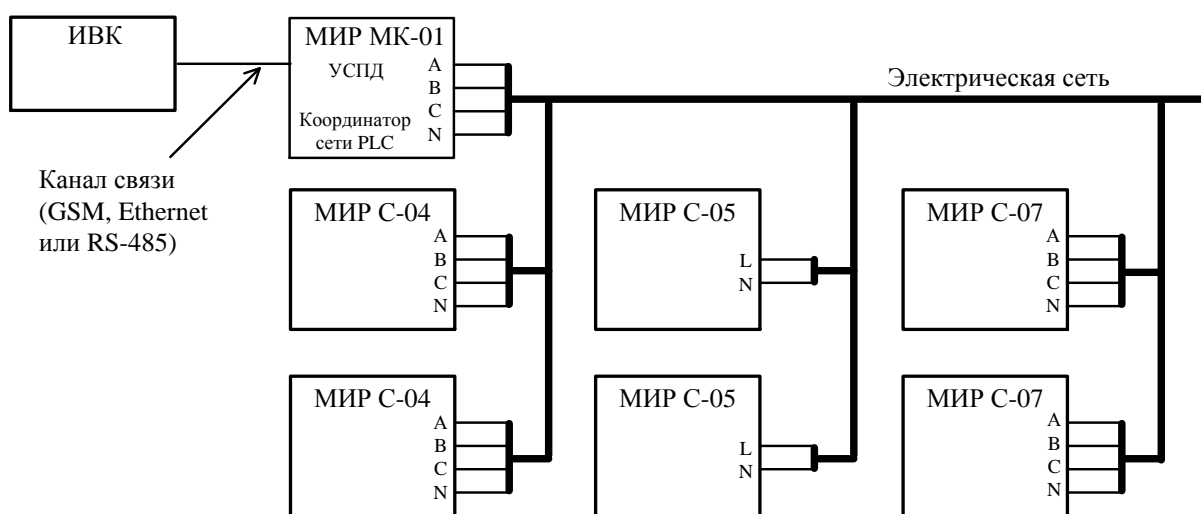 ИВК
МИР МК-01
УСПД
Координатор
сети PLC
A
B
C
N
Электрическая сеть
Канал связи
(GSM, Ethernet
или RS-485)
МИР С-04
A
B
C
N
МИР С-05
L
N
МИР С-07
A
B
C
N
МИР С-04
A
B
C
N
МИР С-05
L
N
МИР С-07
A
B
C
N